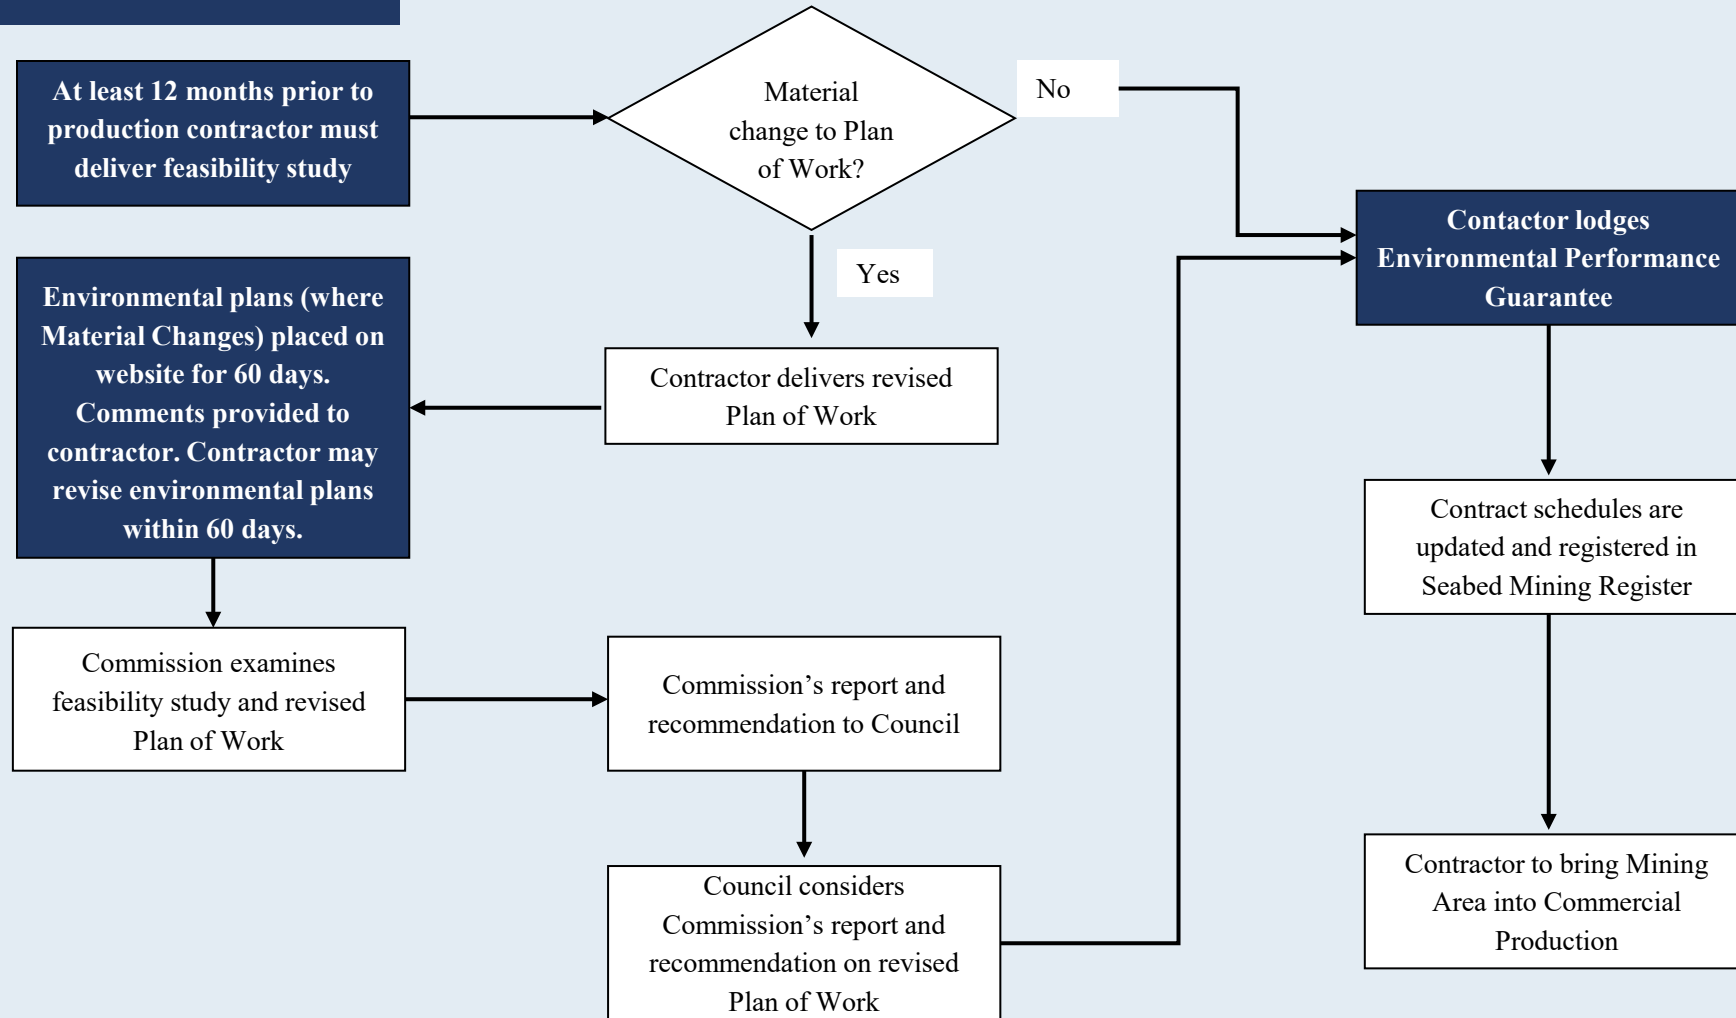 At least 12 months prior to
production contractor must
deliver feasibility study
Material
change to Plan
of Work?
No
Yes
Contactor lodges
Environmental Performance
Guarantee
Environmental plans (where
Material Changes) placed on
website for 60 days.
Comments provided to
contractor. Contractor may
revise environmental plans
within 60 days.
Contractor delivers revised
Plan of Work
Contract schedules are
updated and registered in
Seabed Mining Register
Commission examines
feasibility study and revised
Plan of Work
Commission’s report and
recommendation to Council
Council considers
Commission’s report and
recommendation on revised
Plan of Work
Contractor to bring Mining
Area into Commercial
Production